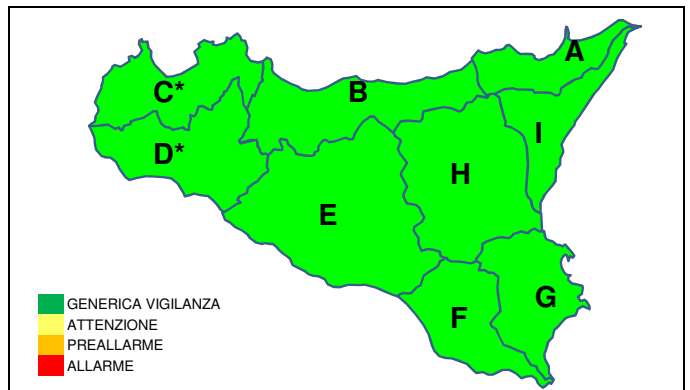 A
B
C*
I
D*
H
E
G
F
GENERICA VIGILANZA
ATTENZIONE
PREALLARME
ALLARME